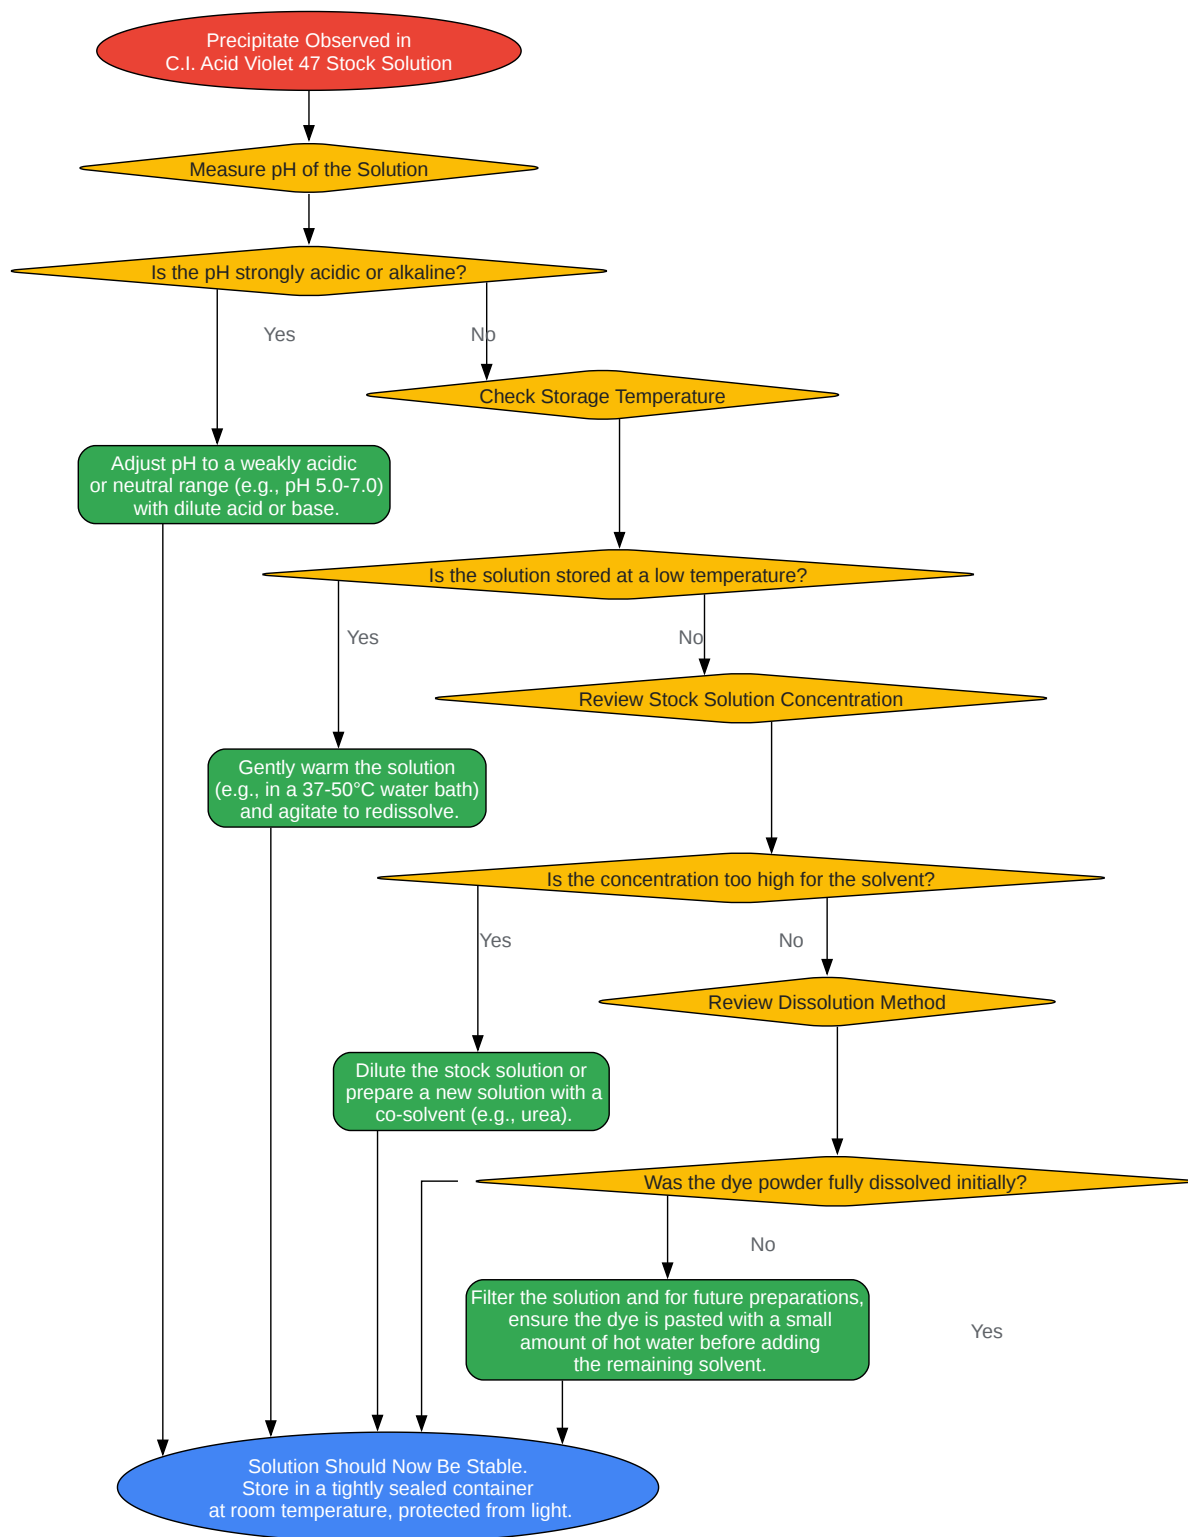 Precipitate Observed in
C.I. Acid Violet 47 Stock Solution
Measure pH of the Solution
Is the pH strongly acidic or alkaline?
Yes
No
Check Storage Temperature
Adjust pH to a weakly acidic
or neutral range (e.g., pH 5.0-7.0)
with dilute acid or base.
Is the solution stored at a low temperature?
Yes
No
Review Stock Solution Concentration
Gently warm the solution
(e.g., in a 37-50°C water bath)
and agitate to redissolve.
Is the concentration too high for the solvent?
Yes
No
Review Dissolution Method
Dilute the stock solution or
prepare a new solution with a
co-solvent (e.g., urea).
Was the dye powder fully dissolved initially?
No
Filter the solution and for future preparations,
ensure the dye is pasted with a small
amount of hot water before adding
the remaining solvent.
Yes
Solution Should Now Be Stable.
Store in a tightly sealed container
at room temperature, protected from light.